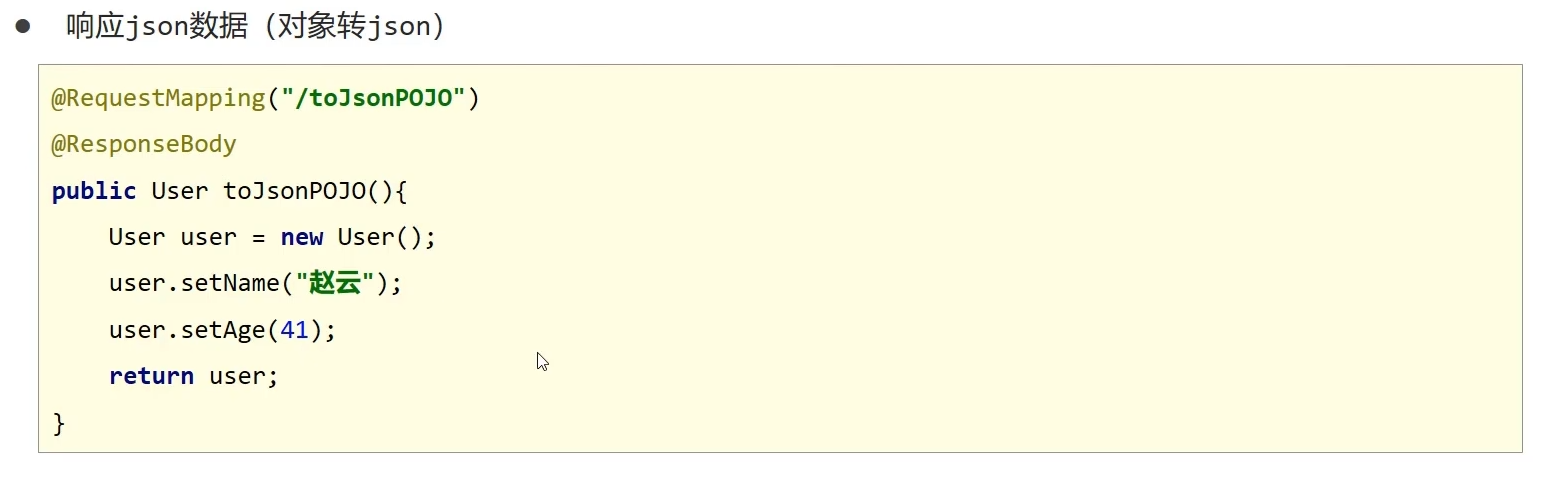 ● 响应json数据（对象转json）
@RequestMapping("/toJsonPOJO")
@ResponseBody
public User toJsonPOJO(){
    User user = new User();
    user.setName("赵云");
    user.setAge(41);
    return user;
}